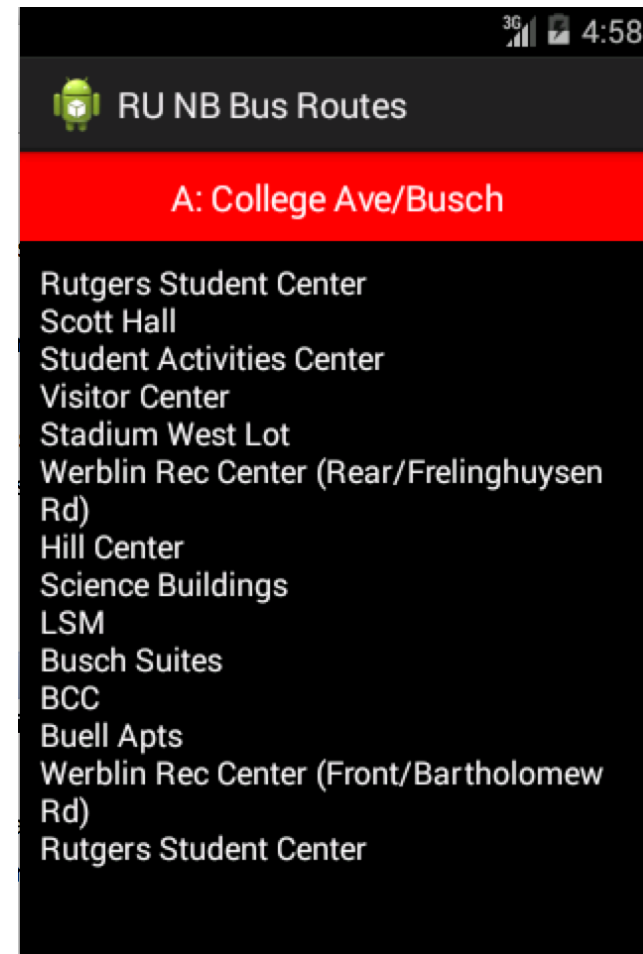 3G 4:58
RU NB Bus Routes
A: College Ave/Busch
Rutgers Student Center
Scott Hall
Student Activities Center
Visitor Center
Stadium West Lot
Werblin Rec Center (Rear/Frelinghuysen
Rd)
Hill Center
Science Buildings
LSM
Busch Suites
BCC
Buell Apts
Werblin Rec Center (Front/Bartholomew
Rd)
Rutgers Student Center